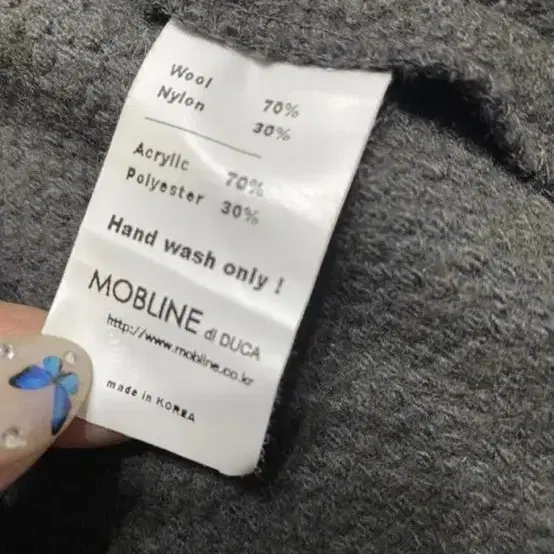 Wool 70%
Nylon 30%
Acrylic 70%
Polyester 30%
Hand wash only !
MOBLINE di DUCA
http://www.mobline.co.kr
made in KOREA